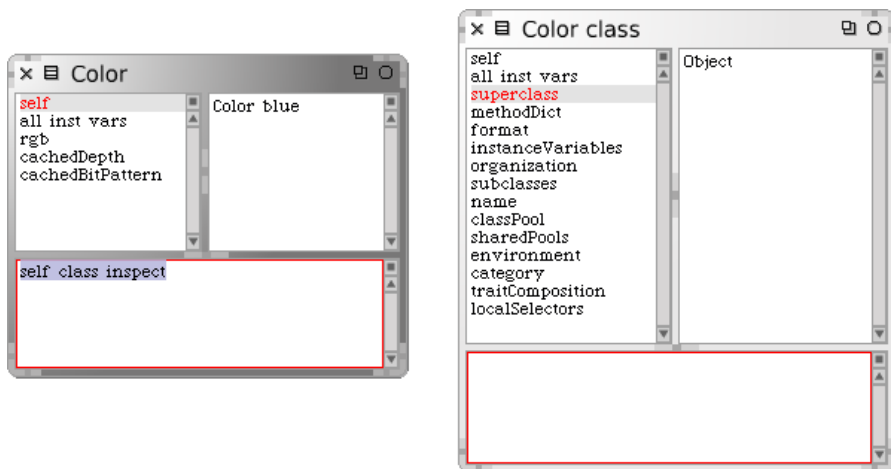 Color
self
all inst vars
rgb
cachedDepth
cachedBitPattern
Color blue
self class inspect
Color class
self
all inst vars
superclass
methodDict
format
instanceVariables
organization
subclasses
name
classPool
sharedPools
environment
category
traitComposition
localSelectors
Object